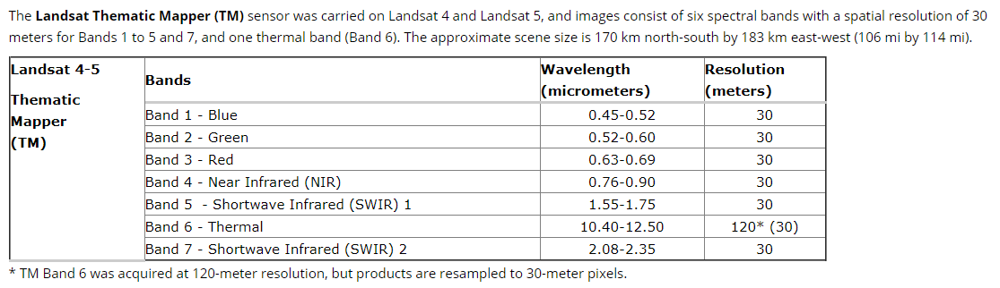 The Landsat Thematic Mapper (TM) sensor was carried on Landsat 4 and Landsat 5, and images consist of six spectral bands with a spatial resolution of 30
meters for Bands 1 to 5 and 7, and one thermal band (Band 6). The approximate scene size is 170 km north-south by 183 km east-west (106 mi by 114 mi).
Landsat 4-5
Thematic
Mapper
(TM)
Bands
Wavelength
(micrometers)
Resolution
(meters)
Band 1 - Blue 0.45-0.52 30
Band 2 - Green 0.52-0.60 30
Band 3 - Red 0.63-0.69 30
Band 4 - Near Infrared (NIR) 0.76-0.90 30
Band 5 - Shortwave Infrared (SWIR) 1 1.55-1.75 30
Band 6 - Thermal 10.40-12.50 120* (30)
Band 7 - Shortwave Infrared (SWIR) 2 2.08-2.35 30
* TM Band 6 was acquired at 120-meter resolution, but products are resampled to 30-meter pixels.